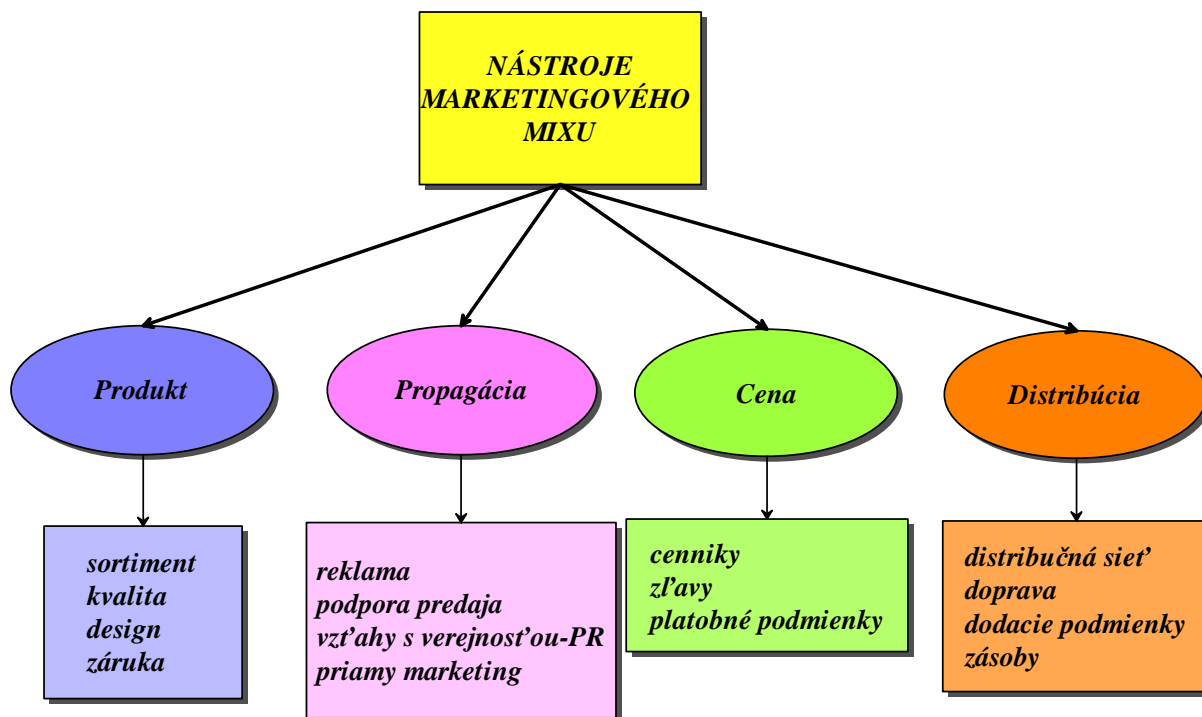 NÁSTROJE
MARKETINGOVÉHO
MIXU
Produkt
Propagácia
Cena
Distribúcia
sortiment
kvalita
design
záruka
reklama
podpora predaja
vzťahy s verejnosťou-PR
priamy marketing
cenniky
zľavy
platobné podmienky
distribučná sieť
doprava
dodacie podmienky
zásoby